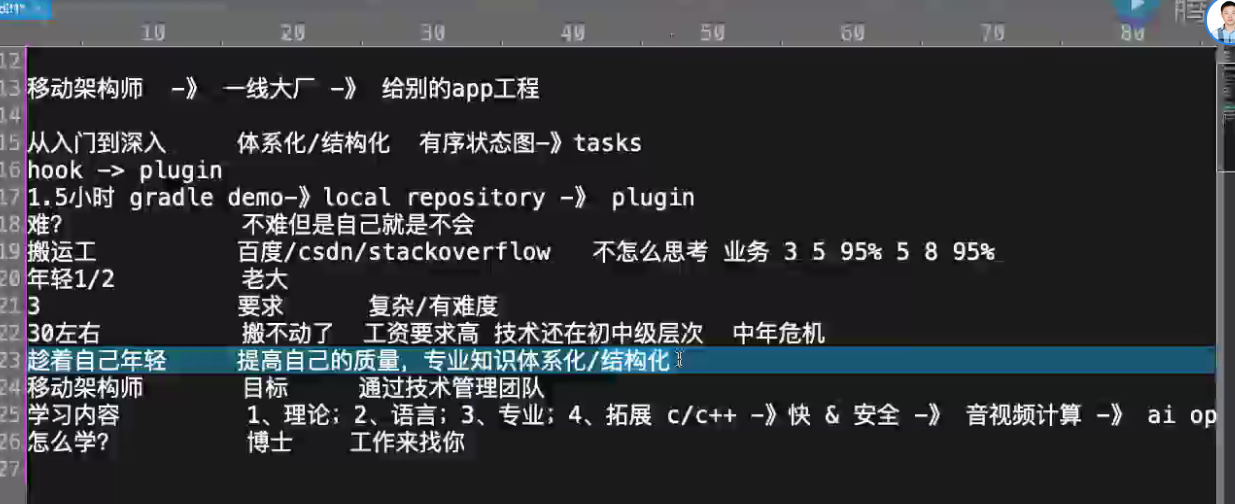 10 20 30 40 50 60 70 80
12
13 移动架构师 -》 一线大厂 -》 给别的app工程
14
15 从入门到深入 体系化/结构化 有序状态图-》tasks
16 hook -> plugin
17 1.5小时 gradle demo-》local repository -》 plugin
18 难? 不难但是自己就是不会
19 搬运工 百度/csdn/stackoverflow 不怎么思考 业务 3 5 95% 5 8 95%
20 年轻1/2 老大
21 3 要求 复杂/有难度
22 30左右 搬不动了 工资要求高 技术还在初中级层次 中年危机
23 趁着自己年轻 提高自己的质量，专业知识体系化/结构化
24 移动架构师 目标 通过技术管理团队
25 学习内容 1、理论；2、语言；3、专业；4、拓展 c/c++ -》快 & 安全 -》 音视频计算 -》 ai op
26 怎么学? 博士 工作来找你
27